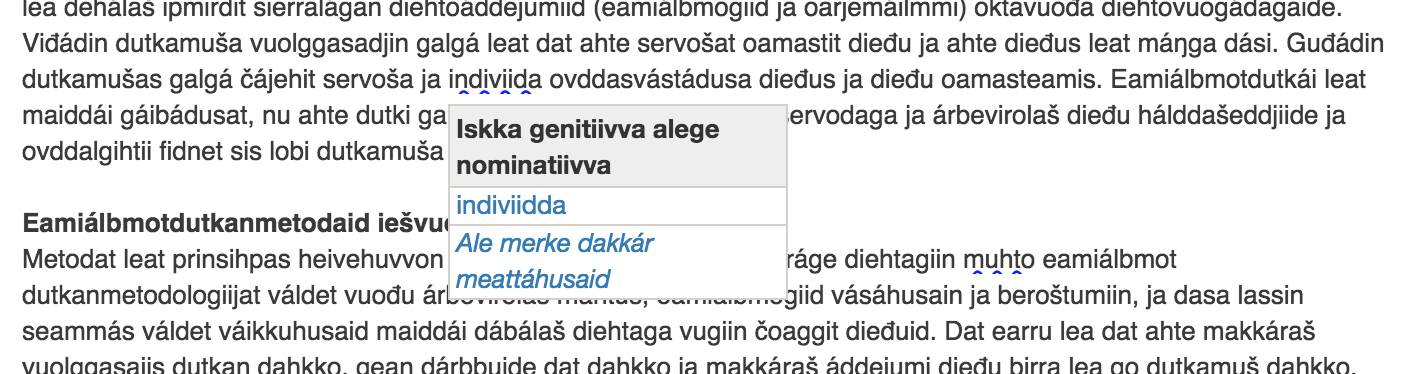 lea dehálaš ipmirdit sierralágan diehtoáddejumiid (eamiálbmogiid ja oarjemáilmmi) oktavuođa diehtovuogádagaide.
Viđádin dutkamuša vuolggasadjin galgá leat dat ahte servošat oamastit dieđu ja ahte dieđus leat máŋga dási. Guđádin
dutkamušas galgá čájehit servoša ja indiviida ovddasvástádusa dieđus ja dieđu oamasteamis. Eamiálbmotdutkái leat
maiddái gáibádusat, nu ahte dutki ga
ervodaga ja árbevirolaš dieđu hálddašeddjiide ja
ovddalgihtii fidnet sis lobi dutkamuša
Iskka genitiivva alege
nominatiivva
indiviidda
Ale merke dakkár
meattáhusaid
Eamiálbmotdutkanmetodaid iešvu
Metodat leat prinsihpas heivehuvvon
ráge diehtagiin muhto eamiálbmot
dutkanmetodologiijat váldet vuođu árbevirolaš máhtus, eamiálbmogiid vásáhusain ja beroštumiin, ja dasa lassin
seammás váldet váikkuhusaid maiddái dábálaš diehtaga vugiin čoaggit dieđuid. Dat earru lea dat ahte makkáraš
vuolggasajis dutkan dahkko, gean dárbbuide dat dahkko ja makkáraš áddejumi dieđu birra lea go dutkamuš dahkko.